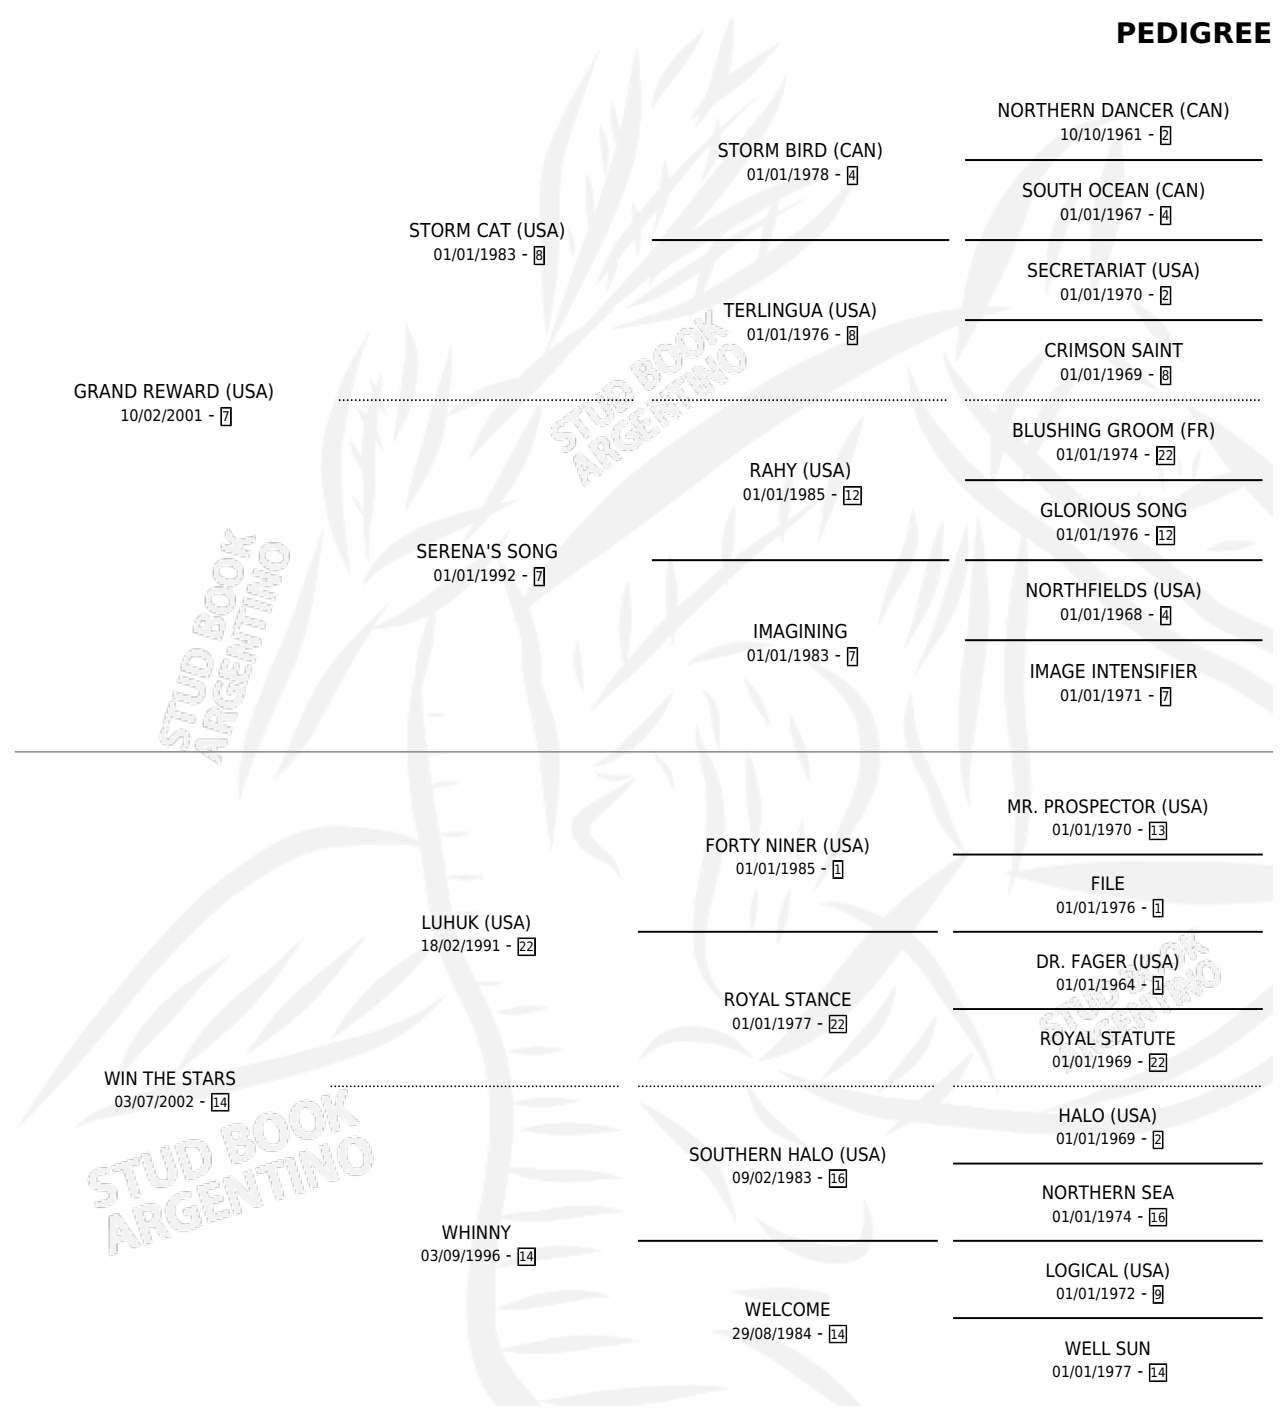 PEDIGREE
NORTHERN DANCER (CAN)
10/10/1961 - 2
STORM BIRD (CAN)
01/01/1978 - 4
SOUTH OCEAN (CAN)
01/01/1967 - 4
STORM CAT (USA)
01/01/1983 - 8
SECRETARIAT (USA)
01/01/1970 - 2
TERLINGUA (USA)
01/01/1976 - 8
CRIMSON SAINT
01/01/1969 - 8
GRAND REWARD (USA)
10/02/2001 - 7
STUD BOOK
ARGENTINO
BLUSHING GROOM (FR)
01/01/1974 - 22
RAHY (USA)
01/01/1985 - 12
GLORIOUS SONG
01/01/1976 - 12
SERENA'S SONG
01/01/1992 - 7
NORTHFIELDS (USA)
01/01/1968 - 4
IMAGINING
01/01/1983 - 7
IMAGE INTENSIFIER
01/01/1971 - 7
STUD BOOK
ARGENTINO
MR. PROSPECTOR (USA)
01/01/1970 - 13
FORTY NINER (USA)
01/01/1985 - 1
FILE
01/01/1976 - 1
LUHUK (USA)
18/02/1991 - 22
DR. FAGER (USA)
01/01/1964 - 1
ROYAL STANCE
01/01/1977 - 22
ROYAL STATUTE
01/01/1969 - 22
STUD BOOK
ARGENTINO
WIN THE STARS
03/07/2002 - 14
HALO (USA)
01/01/1969 - 2
SOUTHERN HALO (USA)
09/02/1983 - 16
NORTHERN SEA
01/01/1974 - 16
STUD BOOK
ARGENTINO
WHINNY
03/09/1996 - 14
LOGICAL (USA)
01/01/1972 - 9
WELCOME
29/08/1984 - 14
WELL SUN
01/01/1977 - 14